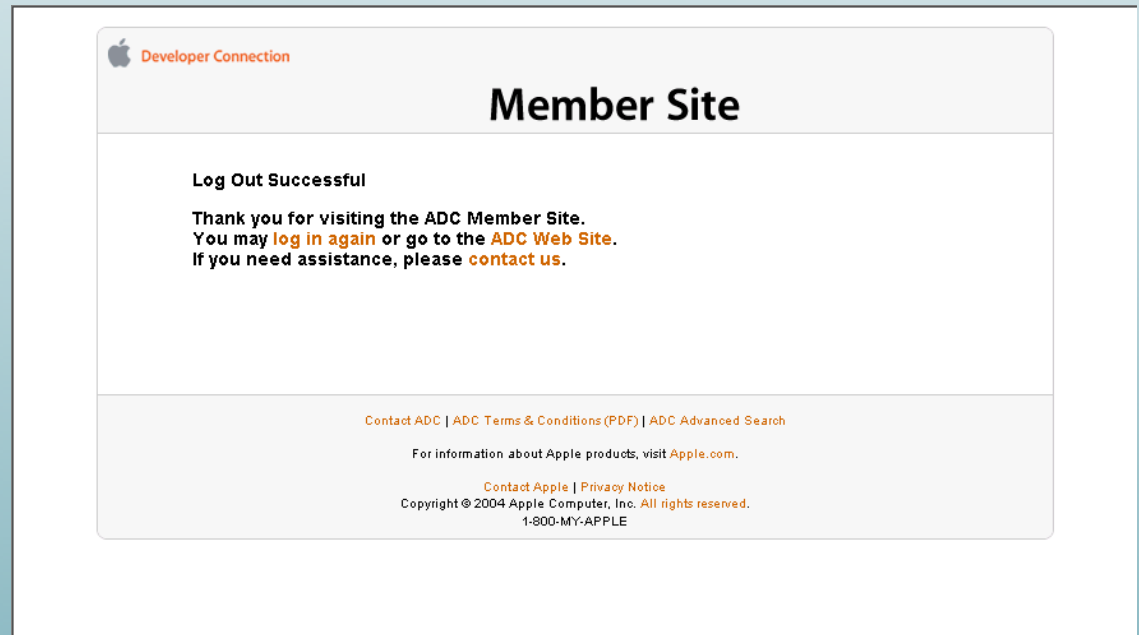 Developer Connection
Member Site
Log Out Successful
Thank you for visiting the ADC Member Site.
You may log in again or go to the ADC Web Site.
If you need assistance, please contact us.
Contact ADC | ADC Terms & Conditions (PDF) | ADC Advanced Search
For information about Apple products, visit Apple.com.
Contact Apple | Privacy Notice
Copyright © 2004 Apple Computer, Inc. All rights reserved.
1-800-MY-APPLE